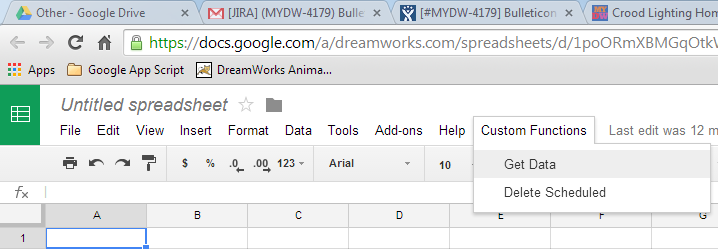 Other - Google Drive [JIRA] (MYDW-4179) Bulle [#MYDW-4179] Bulleticon Crood Lighting Hom
https://docs.google.com/a/dreamworks.com/spreadsheets/d/1poORmXBMGqOtkW
Apps Google App Script DreamWorks Anima...
Untitled spreadsheet
File Edit View Insert Format Data Tools Add-ons Help Custom Functions Last edit was 12 m
$ % .0 .00 123 Arial 10
Get Data
fx
Delete Scheduled
A B C D E F G
1